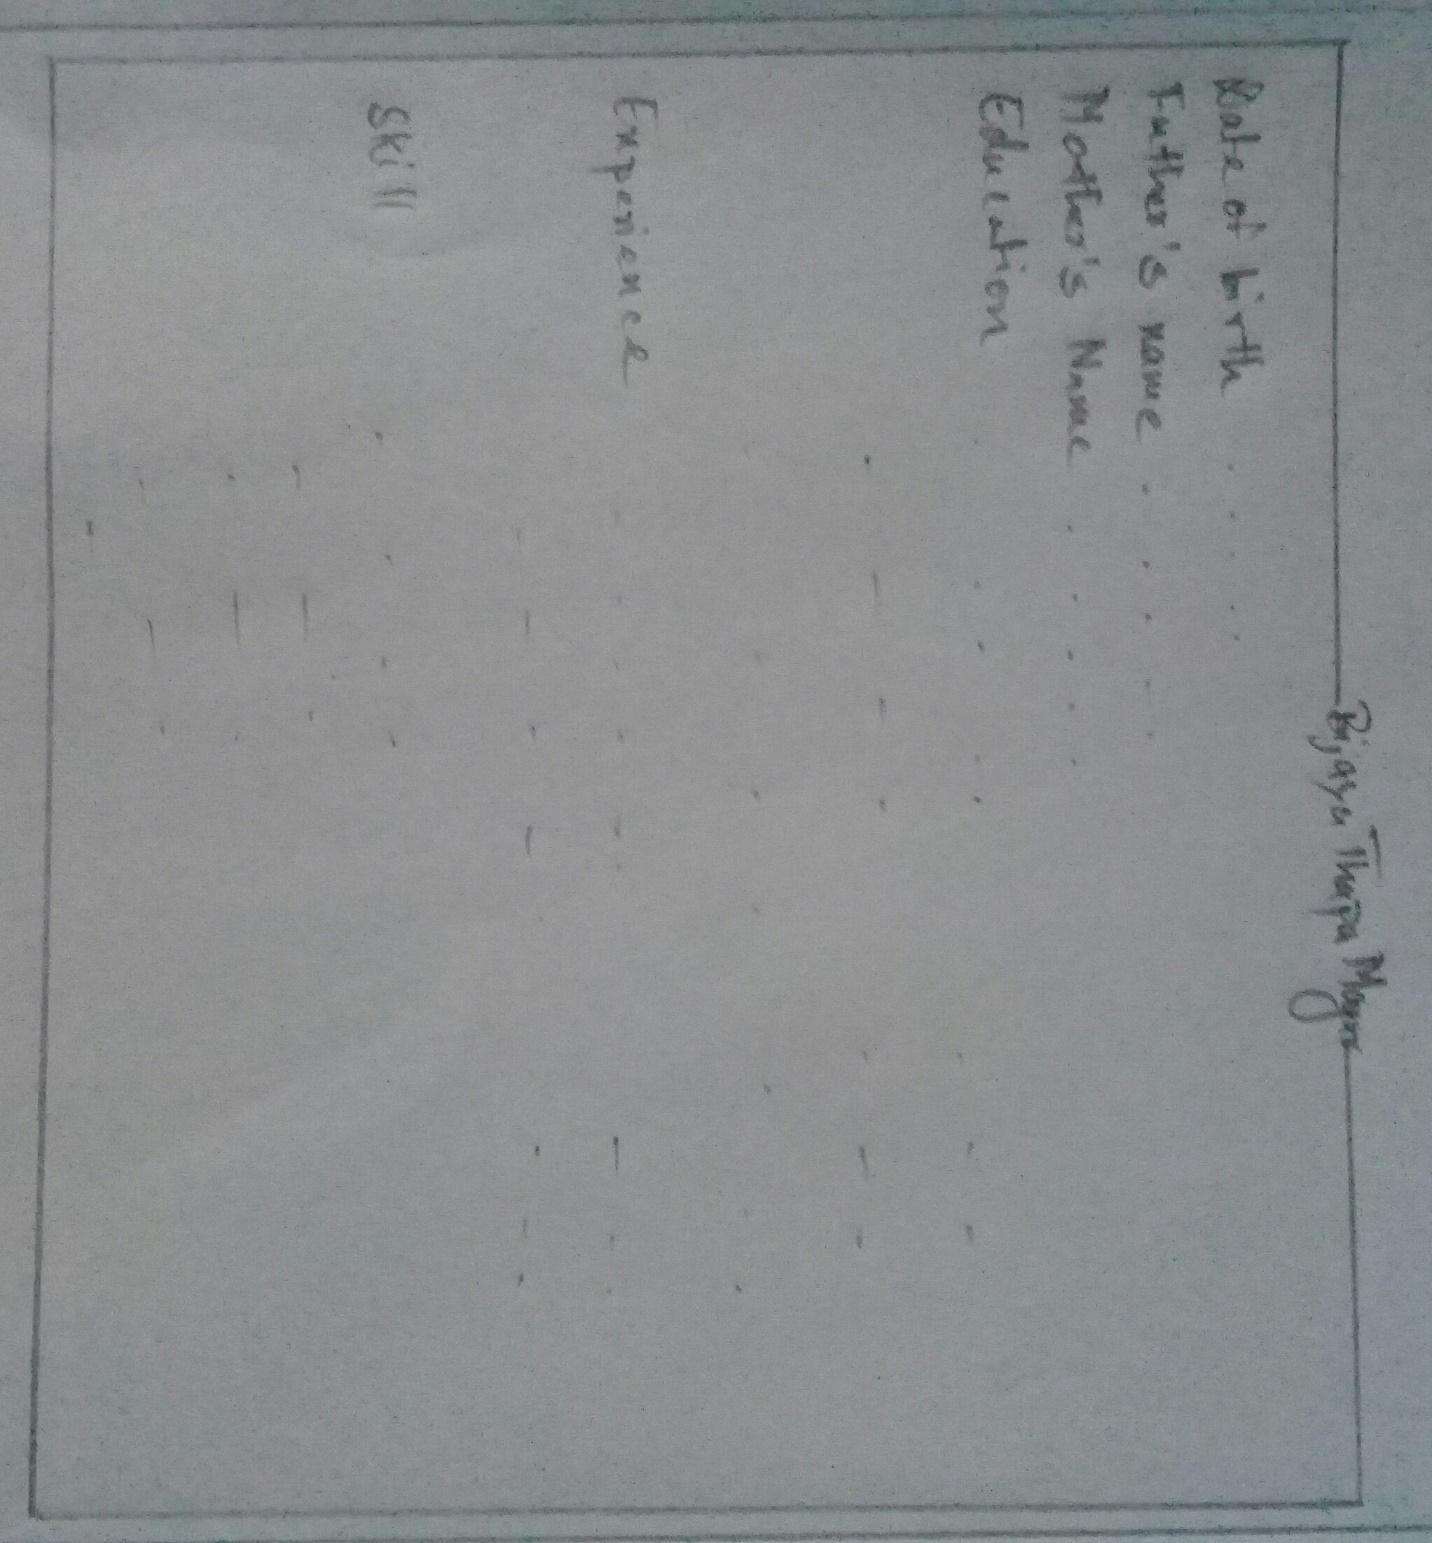 Bijaya Thapa Magar
Date of birth
Father's name
Mother's Name
Education
Experience
Skill